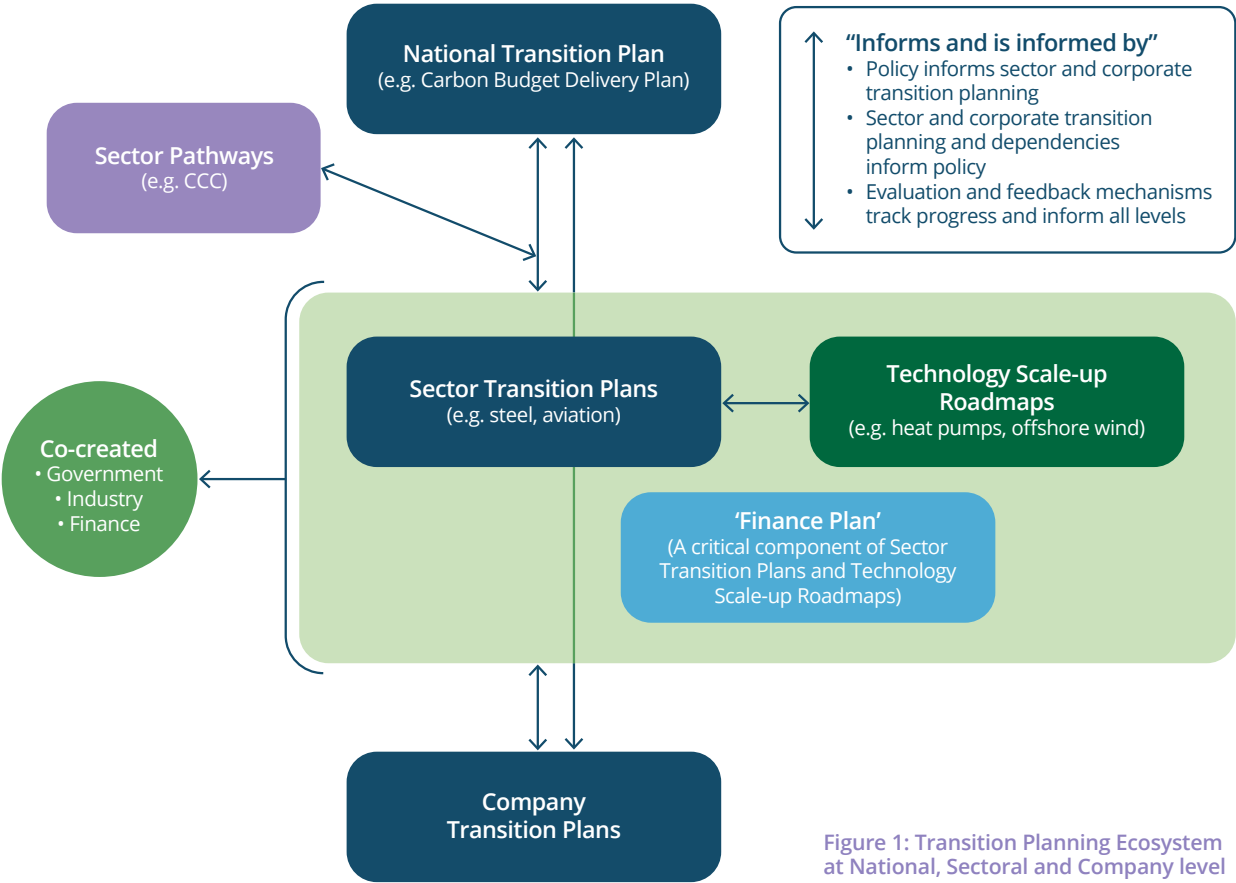 National Transition Plan
(e.g. Carbon Budget Delivery Plan)
“Informs and is informed by”
• Policy informs sector and corporate
transition planning
• Sector and corporate transition
planning and dependencies
inform policy
• Evaluation and feedback mechanisms
track progress and inform all levels
Sector Pathways
(e.g. CCC)
Sector Transition Plans
(e.g. steel, aviation)
Technology Scale-up
Roadmaps
(e.g. heat pumps, offshore wind)
Co-created
• Government
• Industry
• Finance
‘Finance Plan’
(A critical component of Sector
Transition Plans and Technology
Scale-up Roadmaps)
Company
Transition Plans
Figure 1: Transition Planning Ecosystem
at National, Sectoral and Company level